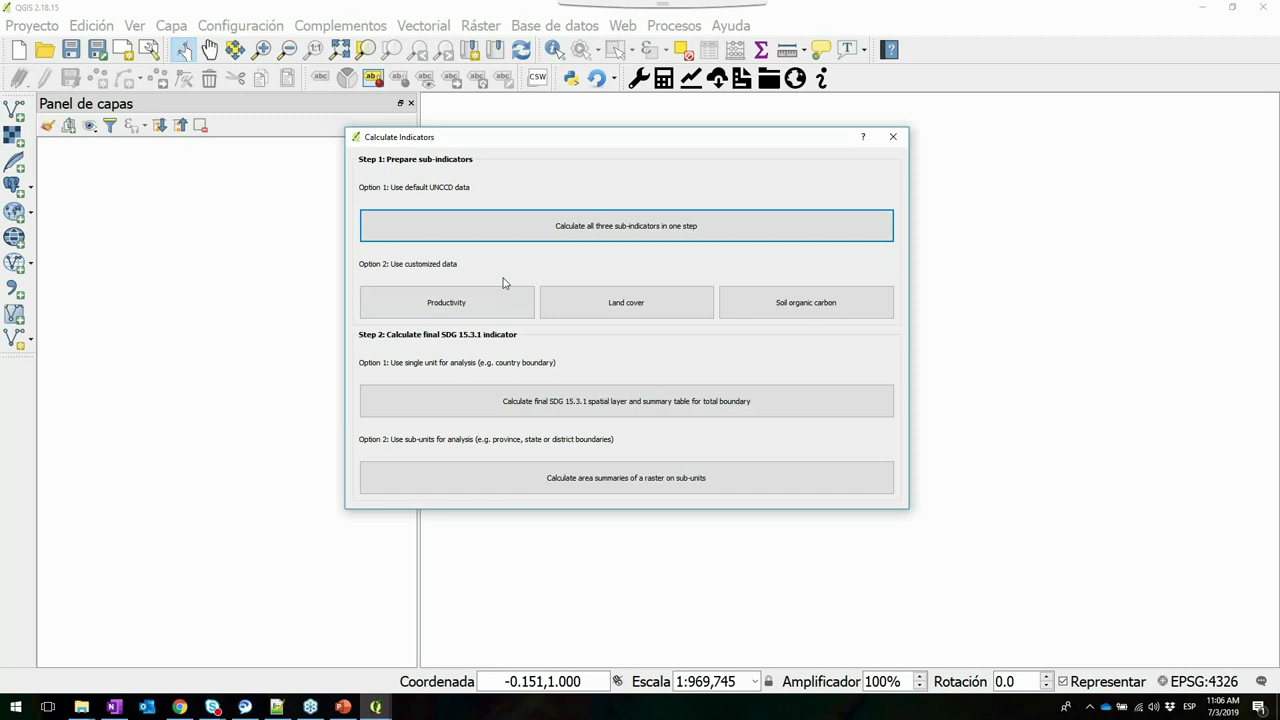 QGIS 2.18.15
Proyecto Edición Ver Capa Configuración Complementos Vectorial Ráster Base de datos Web Procesos Ayuda
CSW
Panel de capas
Calculate Indicators
Step 1: Prepare sub-indicators
Option 1: Use default UNCCD data
Calculate all three sub-indicators in one step
Option 2: Use customized data
Productivity Land cover Soil organic carbon
Step 2: Calculate final SDG 15.3.1 indicator
Option 1: Use single unit for analysis (e.g. country boundary)
Calculate final SDG 15.3.1 spatial layer and summary table for total boundary
Option 2: Use sub-units for analysis (e.g. province, state or district boundaries)
Calculate area summaries of a raster on sub-units
Coordenada -0.151,1.000 Escala 1:969,745 Amplificador 100% Rotación 0.0 Representar EPSG:4326
ESP
11:06 AM
7/3/2019